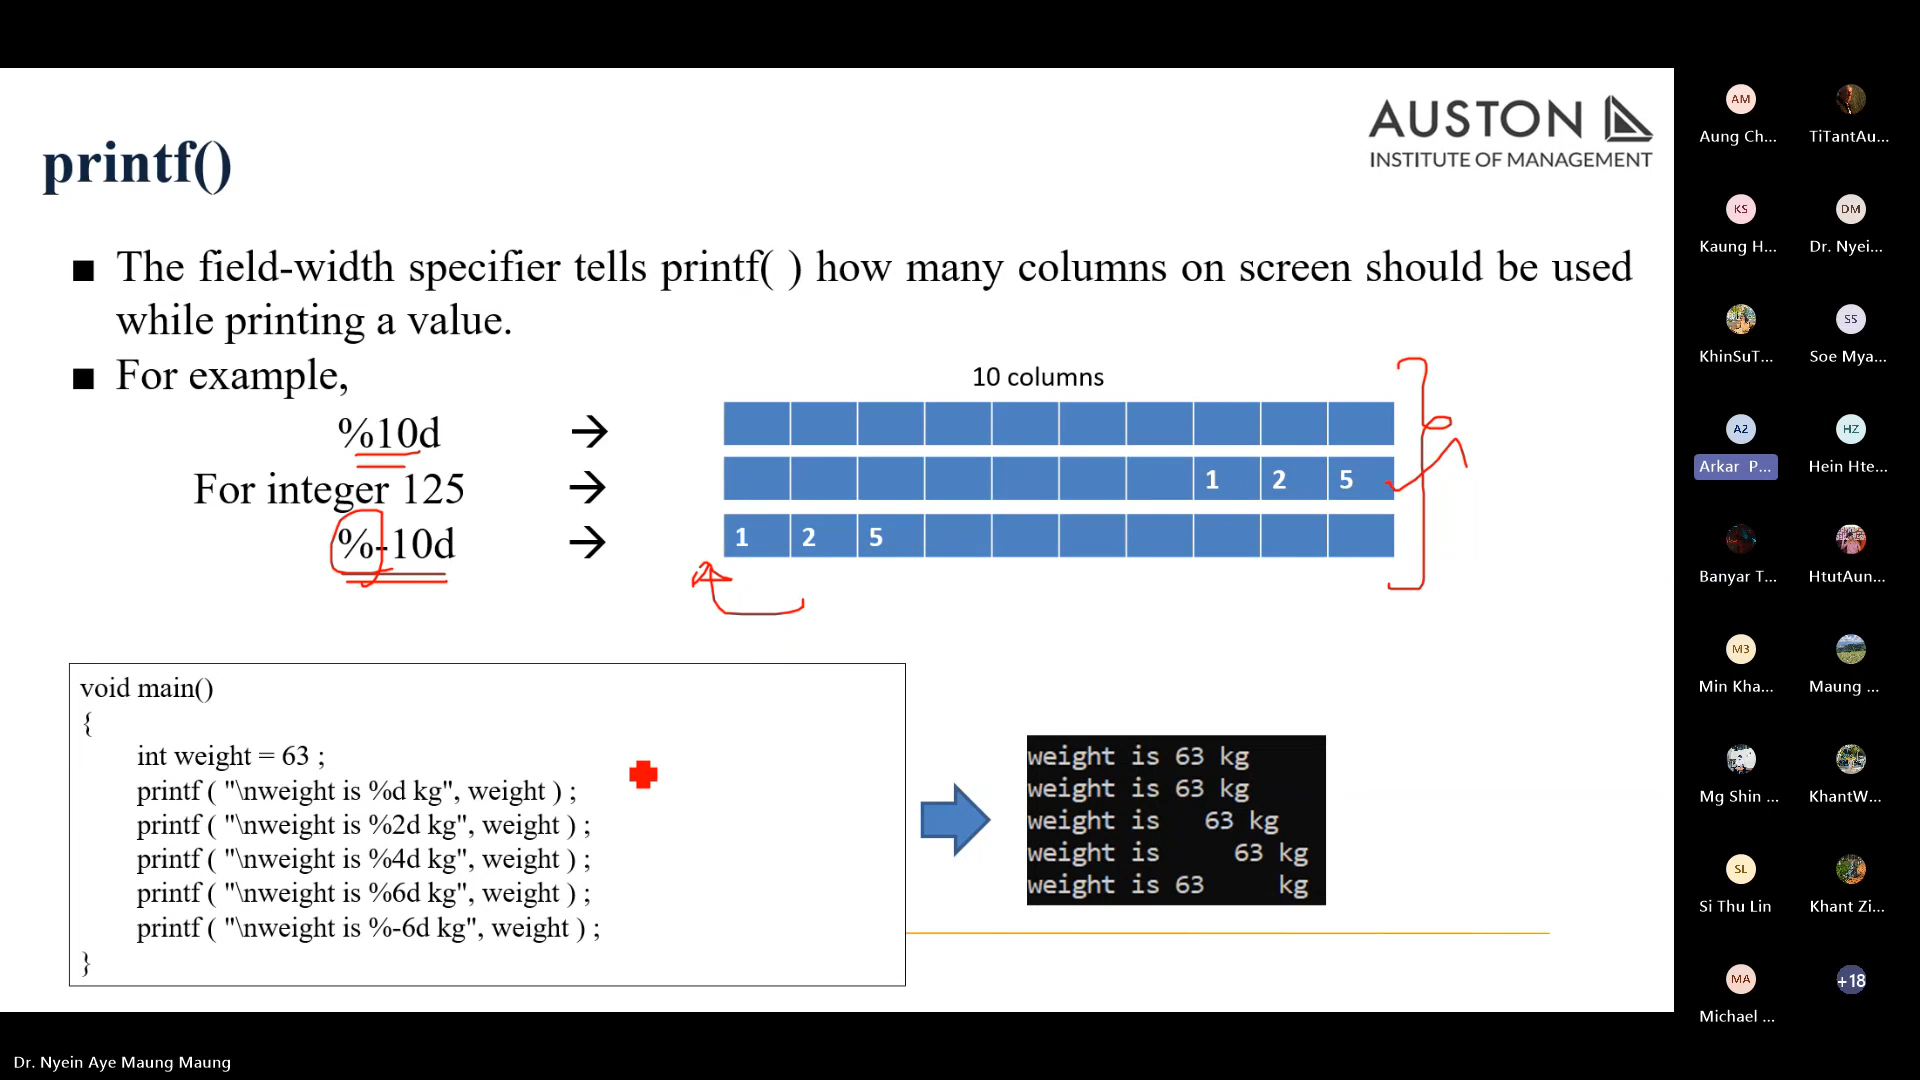 AUSTON
INSTITUTE OF MANAGEMENT
printf()
■ The field-width specifier tells printf( ) how many columns on screen should be used
while printing a value.
■ For example,
10 columns
%10d →
For integer 125 → 1 2 5
%-10d → 1 2 5
void main()
{
int weight = 63 ;
printf ( "\nweight is %d kg", weight ) ;
printf ( "\nweight is %2d kg", weight ) ;
printf ( "\nweight is %4d kg", weight ) ;
printf ( "\nweight is %6d kg", weight ) ;
printf ( "\nweight is %-6d kg", weight ) ;
}
weight is 63 kg
weight is 63 kg
weight is   63 kg
weight is     63 kg
weight is 63     kg
AM
Aung Ch... TiTantAu...
KS DM
Kaung H... Dr. Nyei...
SS
KhinSuT... Soe Mya...
A2 HZ
Arkar P... Hein Hte...
Banyar T... HtutAun...
M3
Min Kha... Maung ...
Mg Shin ... KhantW...
SL
Si Thu Lin Khant Zi...
MA +18
Michael ...
Dr. Nyein Aye Maung Maung